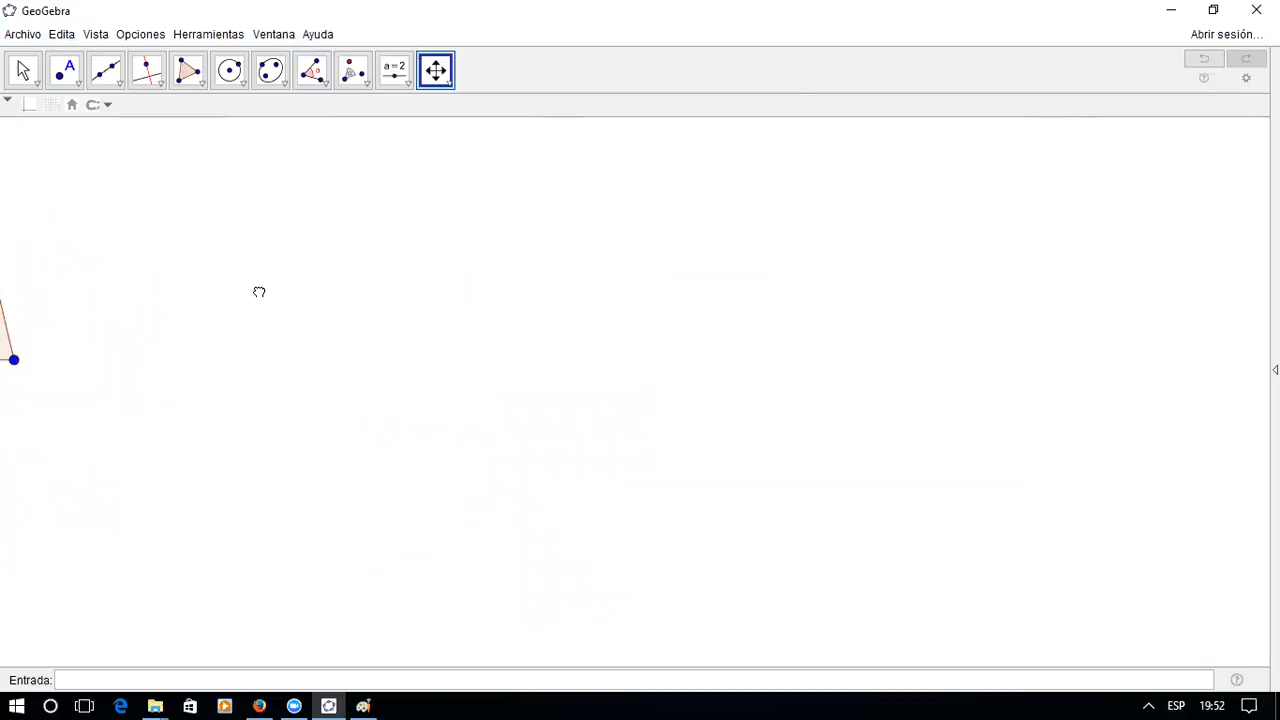 GeoGebra
Archivo Edita Vista Opciones Herramientas Ventana Ayuda
Abrir sesión...
A
α
a=2
Entrada:
ESP 19:52